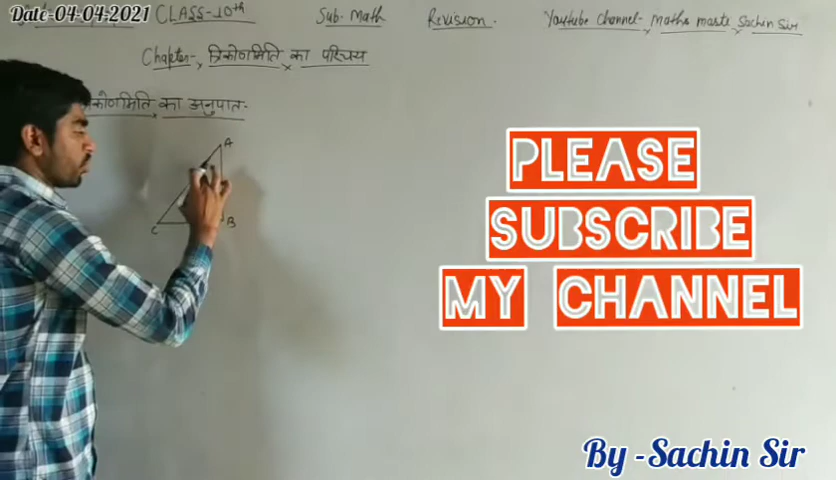 Date-04-04-2021 CLASS-10th Sub. Math Revision. Youtube Channel- Maths maste Sachin Sir
Chapter- त्रिकोणमिति का परिचय
त्रिकोणमिति का अनुपात-
A
B
C
PLEASE
SUBSCRIBE
MY CHANNEL
By -Sachin Sir